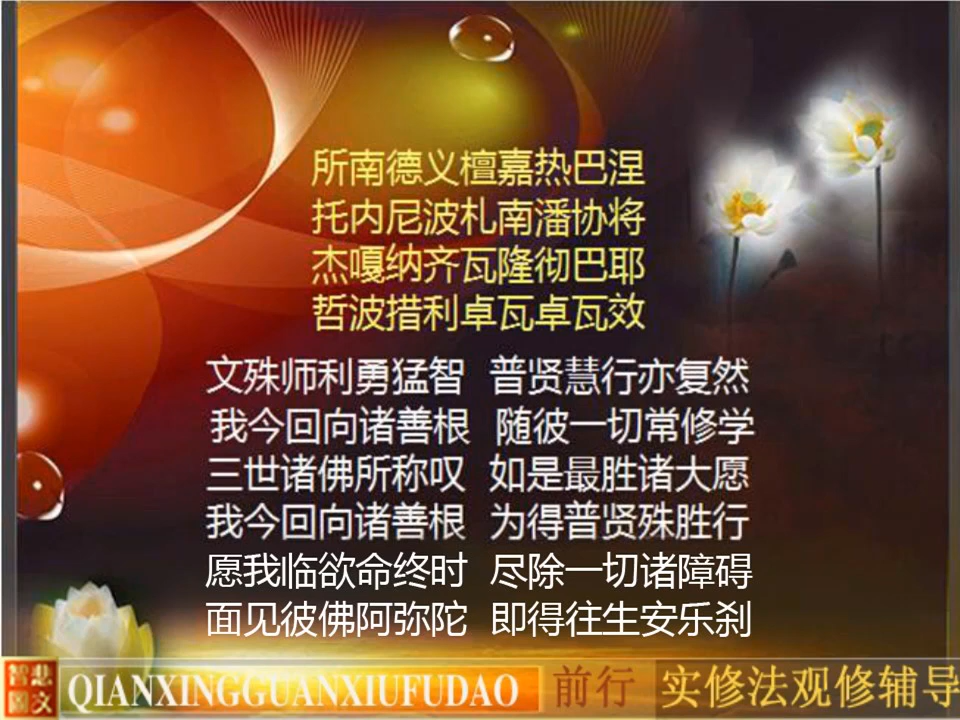 所南德义檀嘉热巴涅
托内尼波札南潘协将
杰嘎纳齐瓦隆彻巴耶
哲波措利卓瓦卓瓦效
文殊师利勇猛智 普贤慧行亦复然
我今回向诸善根 随彼一切常修学
三世诸佛所称叹 如是最胜诸大愿
我今回向诸善根 为得普贤殊胜行
愿我临欲命终时 尽除一切诸障碍
面见彼佛阿弥陀 即得往生安乐刹
智悲圆文 QIANXINGGUANXIUFUDAO 前行 实修法观修辅导